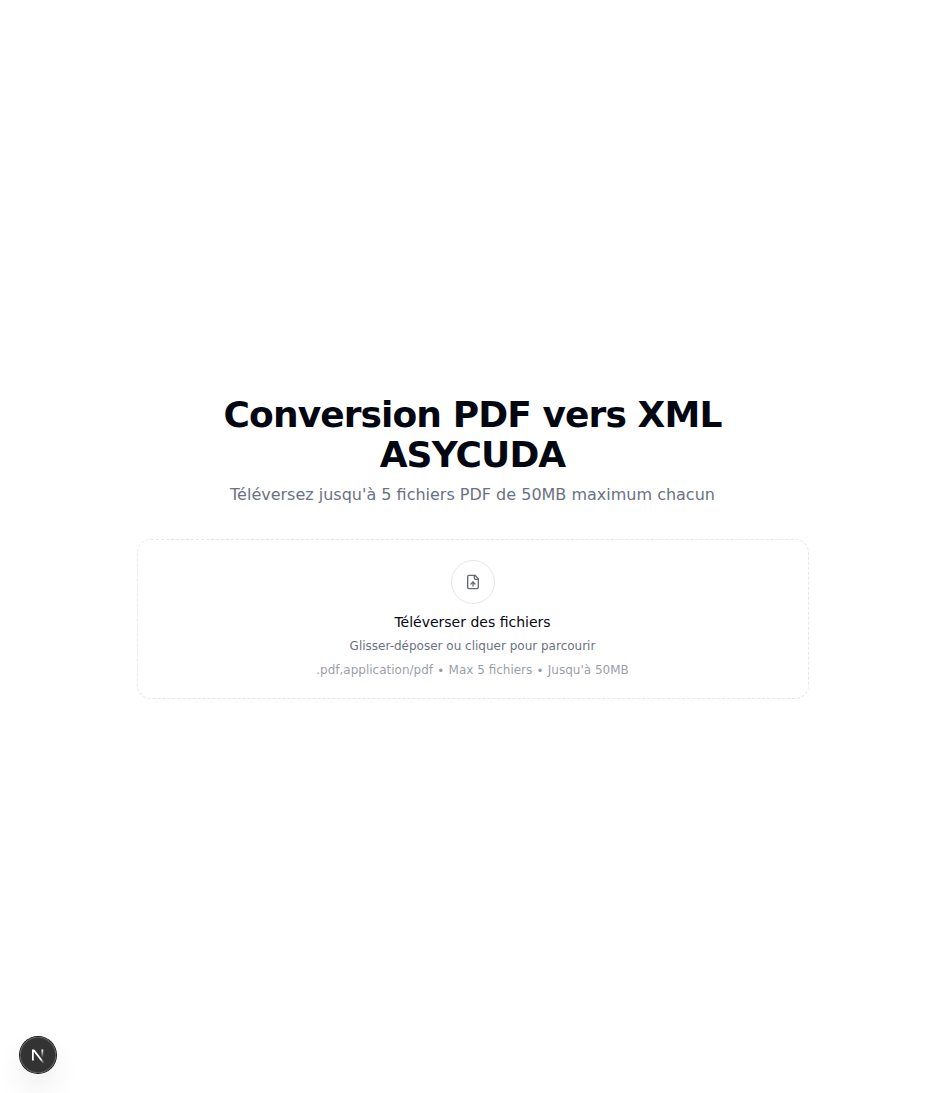 Conversion PDF vers XML
ASYCUDA
Téléversez jusqu'à 5 fichiers PDF de 50MB maximum chacun
Téléverser des fichiers
Glisser-déposer ou cliquer pour parcourir
.pdf,application/pdf • Max 5 fichiers • Jusqu'à 50MB
N